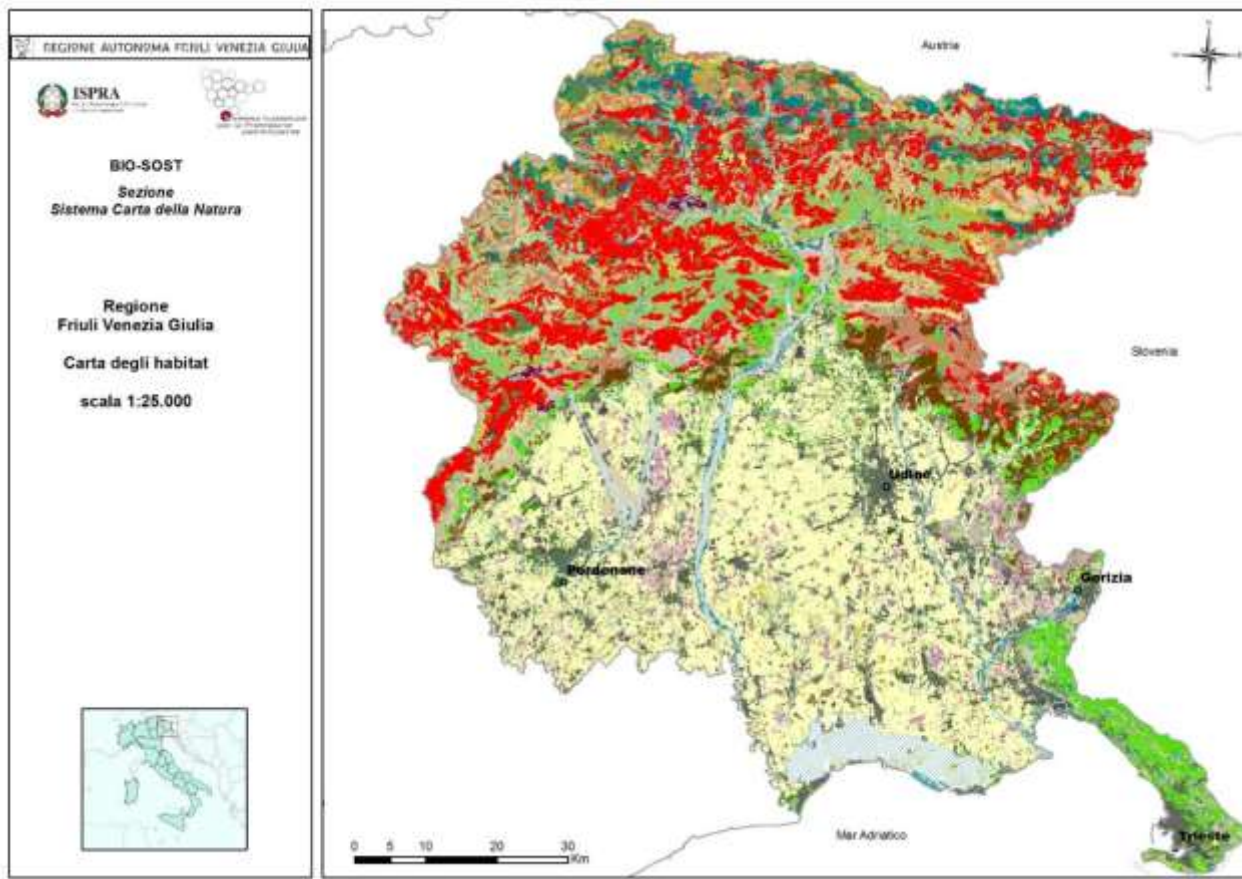 REGIONE AUTONOMA FRIULI VENEZIA GIULIA
ISPRA
BIO-SOST
Sezione
Sistema Carta della Natura
Regione
Friuli Venezia Giulia
Carta degli habitat
scala 1:25.000
Austria
Slovenia
Udine
Pordenone
Gorizia
Trieste
Mar Adriatico
0 5 10 20 30
Km